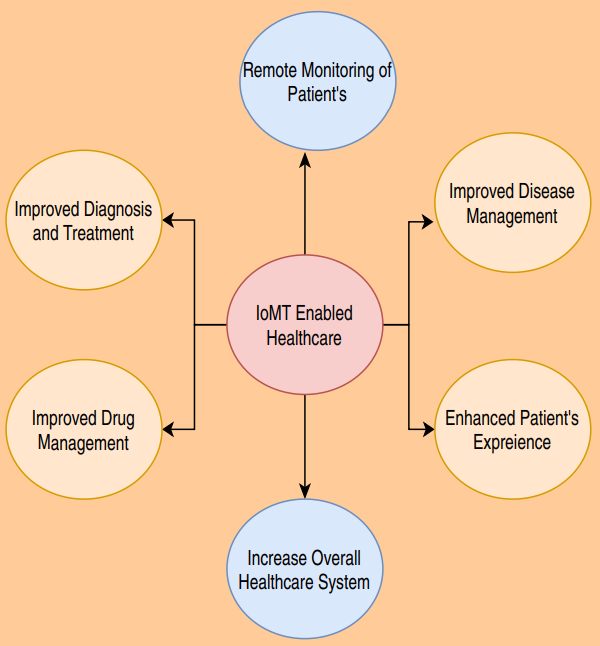 Remote Monitoring of
Patient's
Improved Diagnosis
and Treatment
Improved Disease
Management
IoMT Enabled
Healthcare
Improved Drug
Management
Enhanced Patient's
Expreience
Increase Overall
Healthcare System